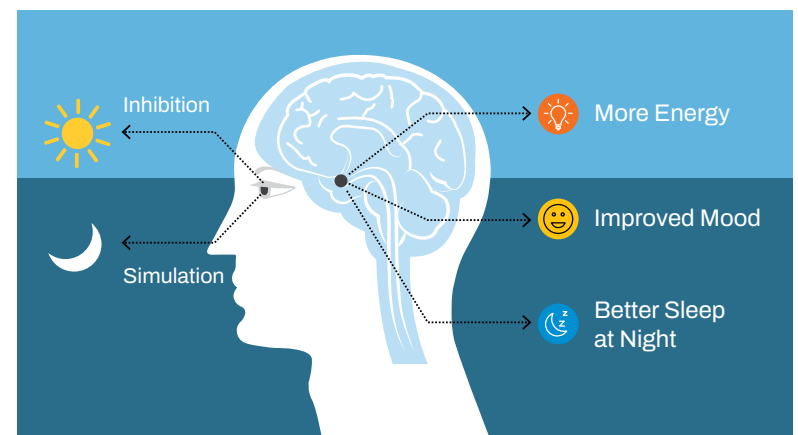 Inhibition
Simulation
More Energy
Improved Mood
Better Sleep
at Night
z
z